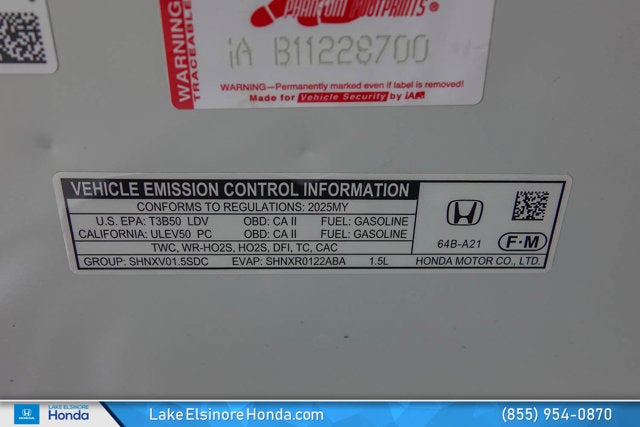 WARNING
TRACEABLE
PHANTOM FOOTPRINTS®
iA B11228700
WARNING—Permanently marked even if label is removed!
Made for Vehicle Security by iA
VEHICLE EMISSION CONTROL INFORMATION
CONFORMS TO REGULATIONS: 2025MY
U.S. EPA: T3B50 LDV OBD: CA II FUEL: GASOLINE
CALIFORNIA: ULEV50 PC OBD: CA II FUEL: GASOLINE
TWC, WR-HO2S, HO2S, DFI, TC, CAC
GROUP: SHNXV01.5SDC EVAP: SHNXR0122ABA 1.5L
64B-A21
F·M
HONDA MOTOR CO., LTD.
LAKE ELSINORE
Honda
LakeElsinoreHonda.com
(855) 954-0870